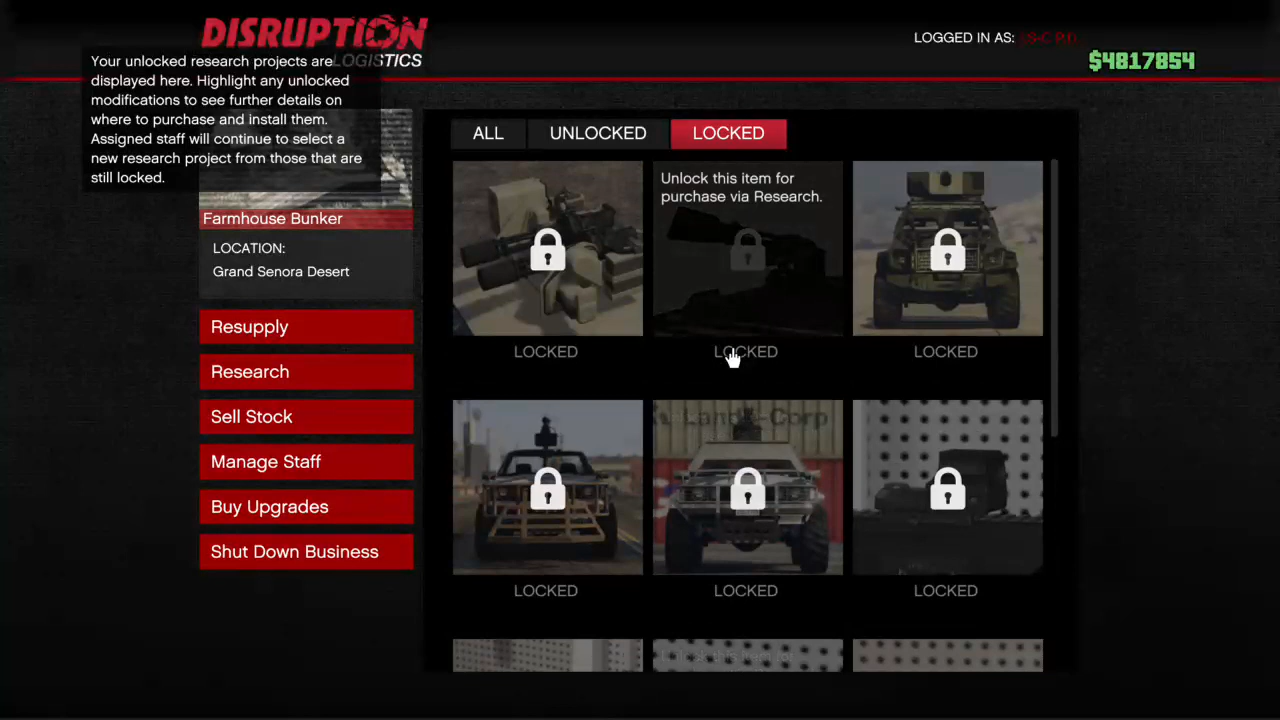 DISRUPTION
LOGISTICS
LOGGED IN AS:
$4817854
Your unlocked research projects are
displayed here. Highlight any unlocked
modifications to see further details on
where to purchase and install them.
Assigned staff will continue to select a
new research project from those that are
still locked.
Farmhouse Bunker
LOCATION:
Grand Senora Desert
Resupply
Research
Sell Stock
Manage Staff
Buy Upgrades
Shut Down Business
ALL
UNLOCKED
LOCKED
Unlock this item for
purchase via Research.
LOCKED
LOCKED
LOCKED
LOCKED
LOCKED
LOCKED